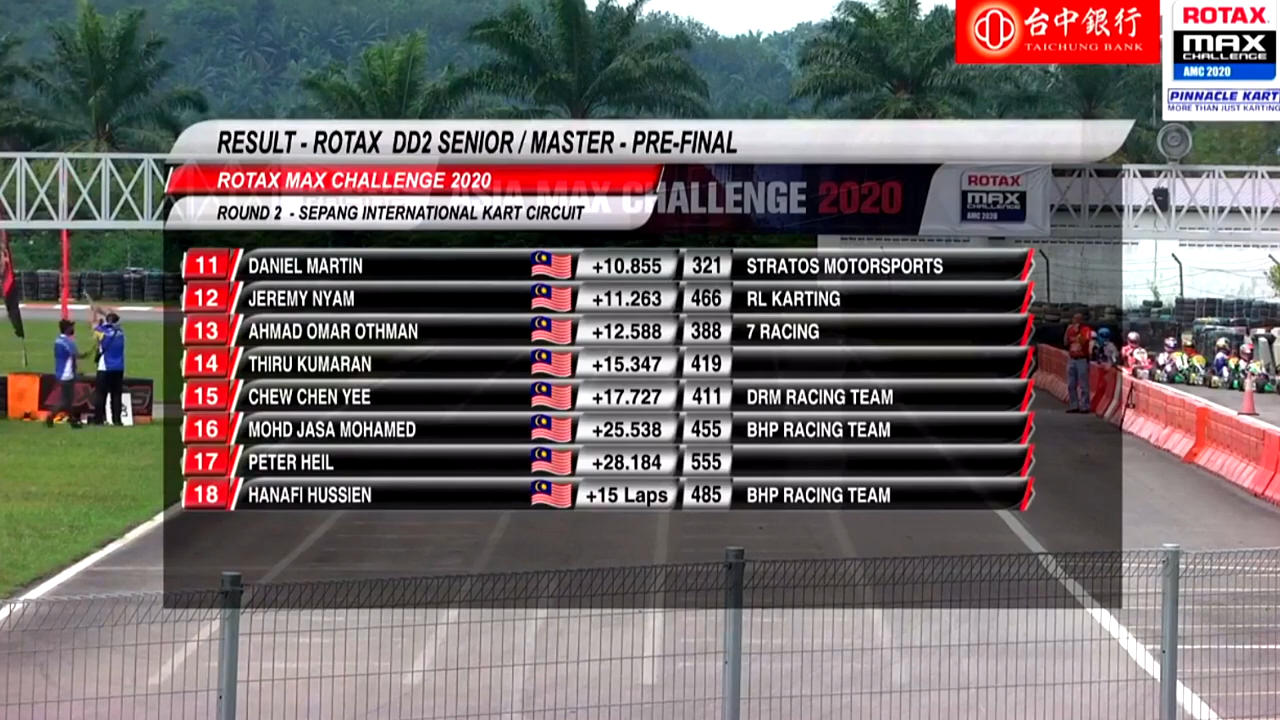 台中銀行
TAICHUNG BANK
ROTAX
MAX
CHALLENGE
AMC 2020
PINNACLE KART
MORE THAN JUST KARTING
RESULT - ROTAX DD2 SENIOR / MASTER - PRE-FINAL
ROTAX MAX CHALLENGE 2020
ROUND 2 - SEPANG INTERNATIONAL KART CIRCUIT
ASIA MAX CHALLENGE 2020
ROTAX
MAX
CHALLENGE
AMC 2020
11 DANIEL MARTIN +10.855 321 STRATOS MOTORSPORTS
12 JEREMY NYAM +11.263 466 RL KARTING
13 AHMAD OMAR OTHMAN +12.588 388 7 RACING
14 THIRU KUMARAN +15.347 419
15 CHEW CHEN YEE +17.727 411 DRM RACING TEAM
16 MOHD JASA MOHAMED +25.538 455 BHP RACING TEAM
17 PETER HEIL +28.184 555
18 HANAFI HUSSIEN +15 Laps 485 BHP RACING TEAM